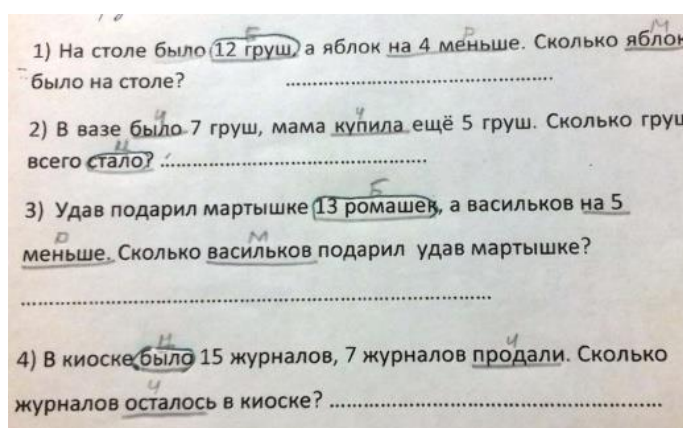 Б Р М
1) На столе было 12 груш, а яблок на 4 меньше. Сколько яблок
было на столе? ..................................................
Ч Ч
2) В вазе было 7 груш, мама купила ещё 5 груш. Сколько груш
Ц
всего стало? ..................................................
Б
3) Удав подарил мартышке 13 ромашек, а васильков на 5
Р М
меньше. Сколько васильков подарил удав мартышке?
..................................................
Ц Ч
4) В киоске было 15 журналов, 7 журналов продали. Сколько
Ч
журналов осталось в киоске? ..................................................